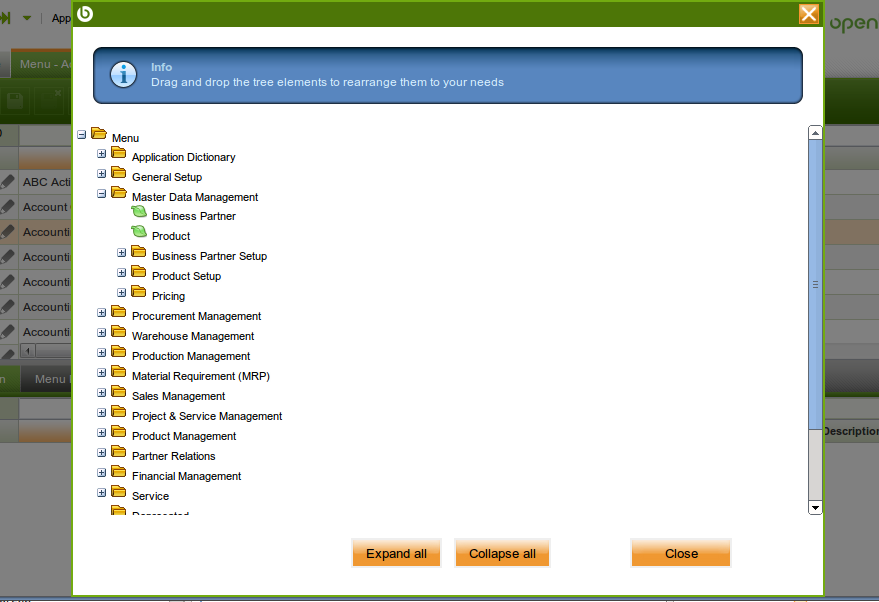 App
open
Menu - A
Info
Drag and drop the tree elements to rearrange them to your needs
Menu
Application Dictionary
General Setup
Master Data Management
Business Partner
Product
Business Partner Setup
Product Setup
Pricing
Procurement Management
Warehouse Management
Production Management
Material Requirement (MRP)
Sales Management
Project & Service Management
Product Management
Partner Relations
Financial Management
Service
Deprecated
ABC Acti
Account
Accounti
Accounti
Accounti
Accounti
Accounti
Menu
Description
Expand all
Collapse all
Close